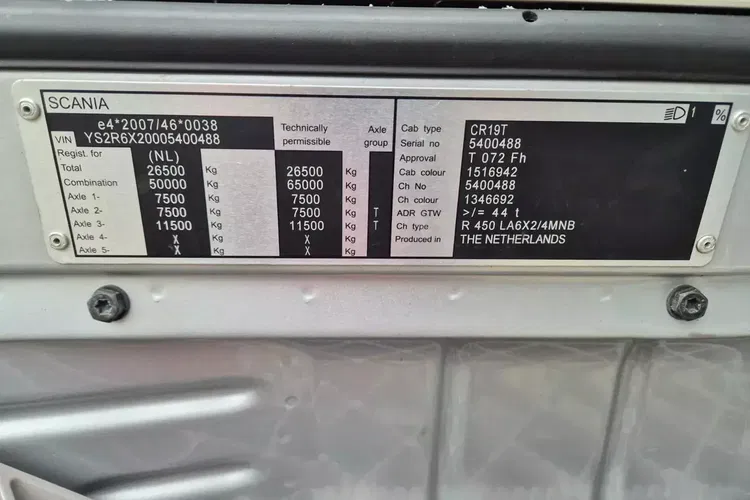 SCANIA
e4*2007/46*0038
VIN YS2R6X20005400488
Technically permissible Axle group
Regist. for (NL)
Total 26500 Kg 26500 Kg
Combination 50000 Kg 65000 Kg
Axle 1- 7500 Kg 7500 Kg
Axle 2- 7500 Kg 7500 Kg T
Axle 3- 11500 Kg 11500 Kg T
Axle 4- X Kg X Kg
Axle 5- X Kg X Kg
1 %
Cab type CR19T
Serial no 5400488
Approval T 072 Fh
Cab colour 1516942
Ch No 5400488
Ch colour 1346692
ADR GTW >/= 44 t
Ch type R 450 LA6X2/4MNB
Produced in THE NETHERLANDS